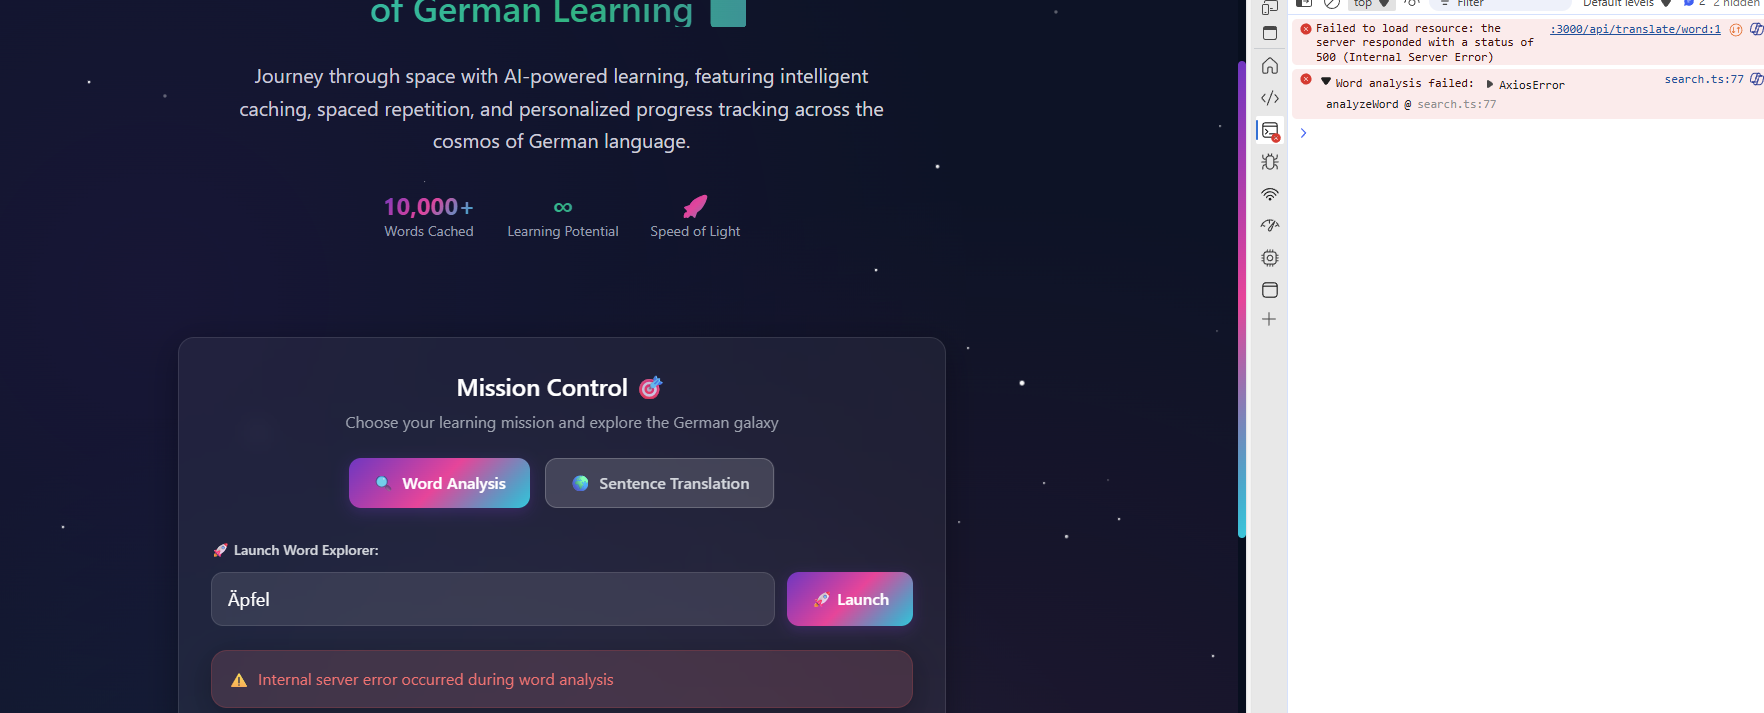 of German Learning
Journey through space with AI-powered learning, featuring intelligent
caching, spaced repetition, and personalized progress tracking across the
cosmos of German language.
10,000+
Words Cached
∞
Learning Potential
Speed of Light
Mission Control 🎯
Choose your learning mission and explore the German galaxy
🔍 Word Analysis
🌍 Sentence Translation
🚀 Launch Word Explorer:
Äpfel
🚀 Launch
⚠️ Internal server error occurred during word analysis
top
Filter
Default levels
2
2 hidden
Failed to load resource: the :3000/api/translate/word:1
server responded with a status of
500 (Internal Server Error)
Word analysis failed: AxiosError search.ts:77
analyzeWord @ search.ts:77